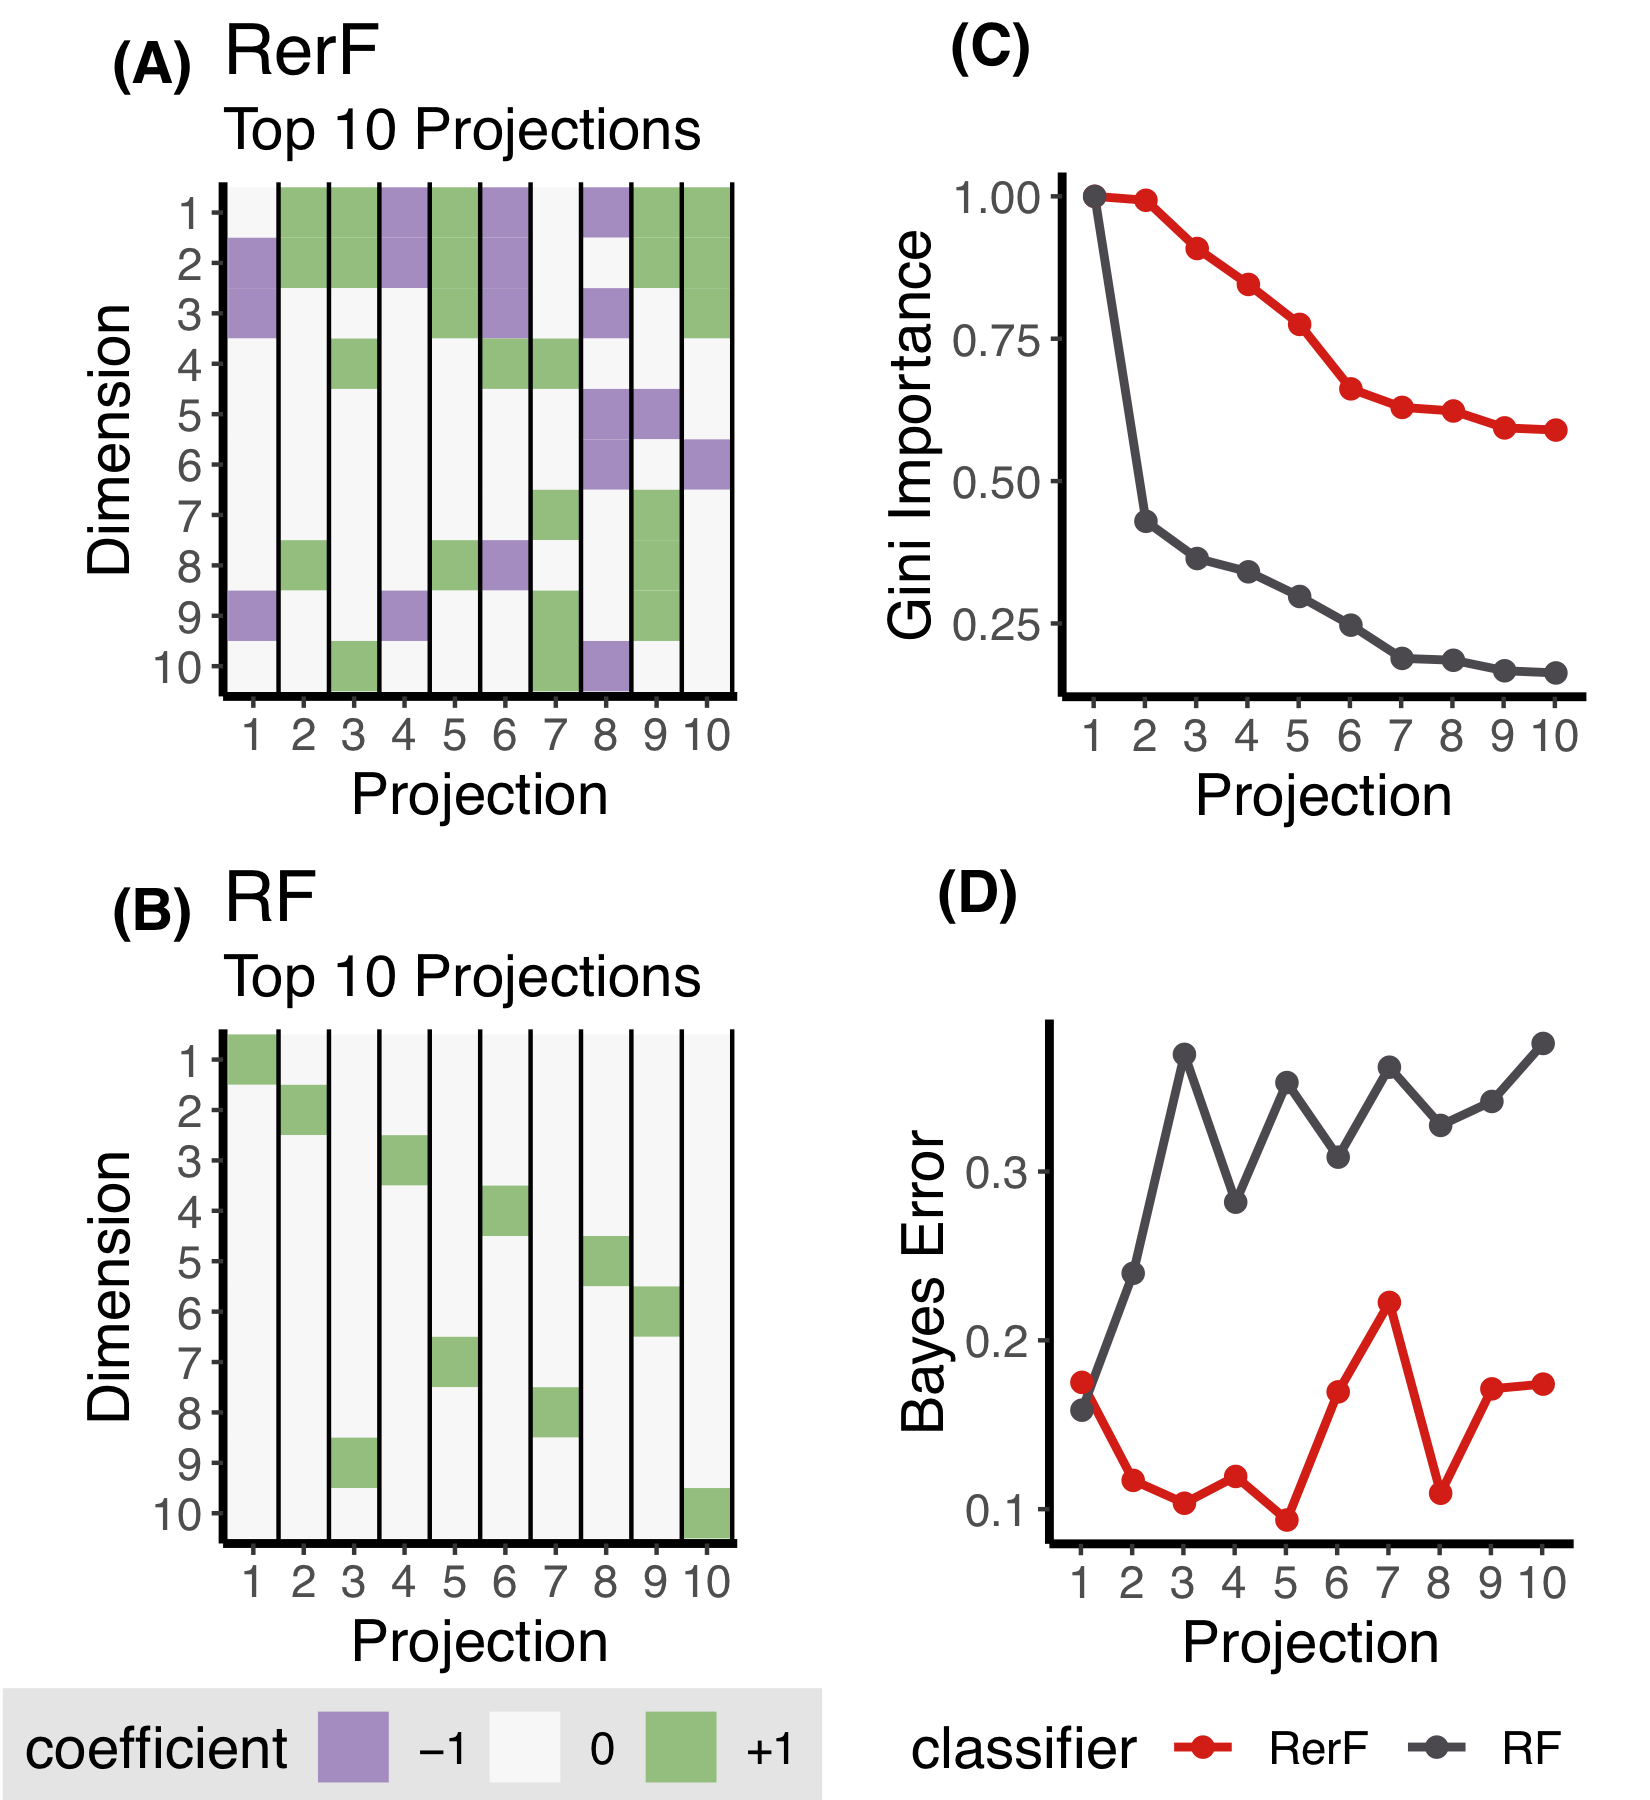 (A) RerF
Top 10 Projections
Dimension
1
2
3
4
5
6
7
8
9
10
1 2 3 4 5 6 7 8 9 10
Projection
(C)
Gini Importance
1.00
0.75
0.50
0.25
1 2 3 4 5 6 7 8 9 10
Projection
(B) RF
Top 10 Projections
Dimension
1
2
3
4
5
6
7
8
9
10
1 2 3 4 5 6 7 8 9 10
Projection
(D)
Bayes Error
0.3
0.2
0.1
1 2 3 4 5 6 7 8 9 10
Projection
coefficient −1 0 +1
classifier RerF RF